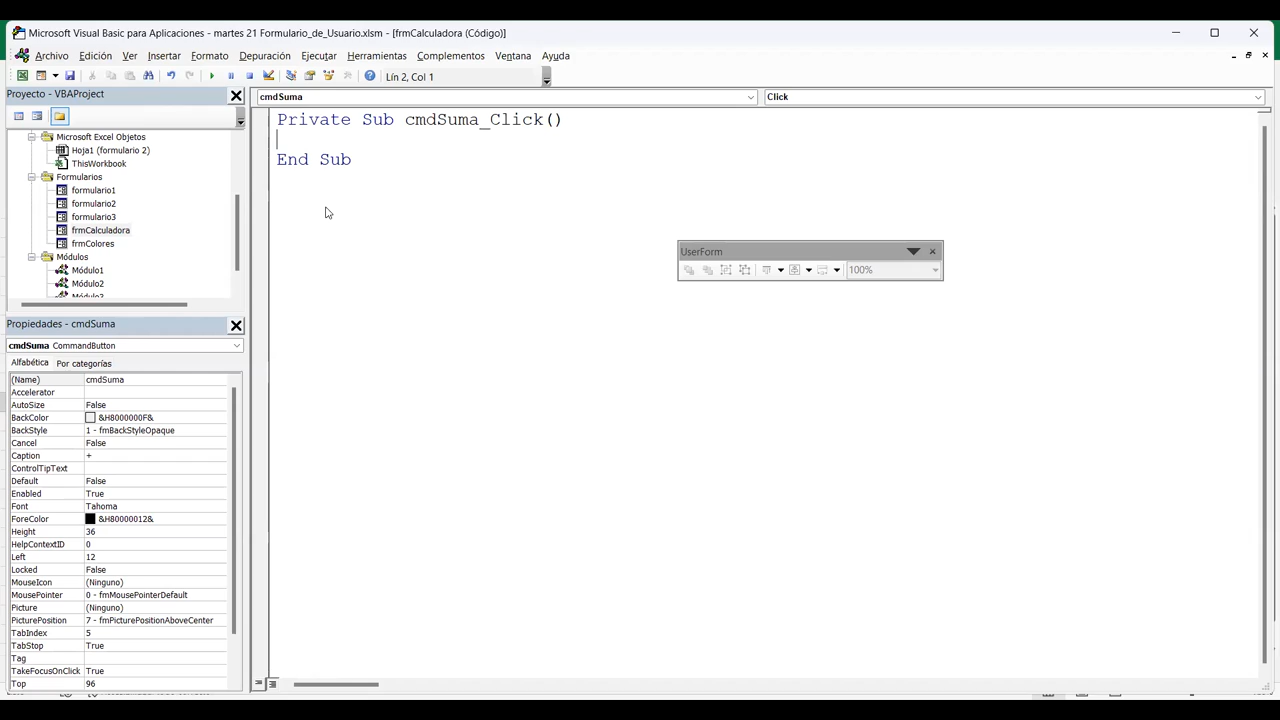 Microsoft Visual Basic para Aplicaciones - martes 21 Formulario_de_Usuario.xlsm - [frmCalculadora (Código)]
Archivo Edición Ver Insertar Formato Depuración Ejecutar Herramientas Complementos Ventana Ayuda
Lín 2, Col 1
Proyecto - VBAProject
Microsoft Excel Objetos
Hoja1 (formulario 2)
ThisWorkbook
Formularios
formulario1
formulario2
formulario3
frmCalculadora
frmColores
Módulos
Módulo1
Módulo2
Propiedades - cmdSuma
cmdSuma CommandButton
Alfabética Por categorías
(Name) cmdSuma
Accelerator
AutoSize False
BackColor &H8000000F&
BackStyle 1 - fmBackStyleOpaque
Cancel False
Caption +
ControlTipText
Default False
Enabled True
Font Tahoma
ForeColor &H80000012&
Height 36
HelpContextID 0
Left 12
Locked False
MouseIcon (Ninguno)
MousePointer 0 - fmMousePointerDefault
Picture (Ninguno)
PicturePosition 7 - fmPicturePositionAboveCenter
TabIndex 5
TabStop True
Tag
TakeFocusOnClick True
Top 96
cmdSuma Click
Private Sub cmdSuma_Click()
End Sub
UserForm
100%